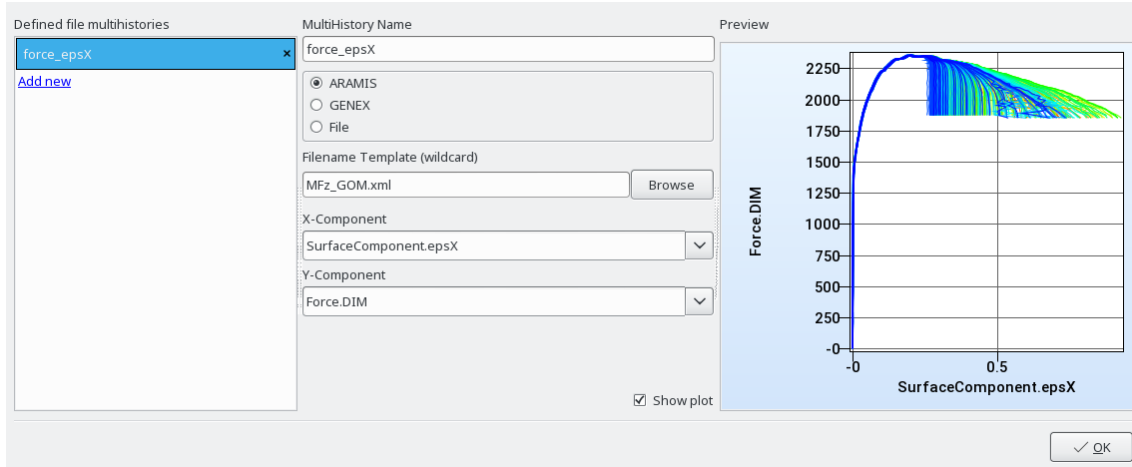 Defined file multihistories
force_epsX ×
Add new
MultiHistory Name
force_epsX
ARAMIS
GENEX
File
Filename Template (wildcard)
MFz_GOM.xml
Browse
X-Component
SurfaceComponent.epsX
Y-Component
Force.DIM
Show plot
Preview
Force.DIM
2250
2000
1750
1500
1250
1000
750
500
250
-0
-0
0.5
SurfaceComponent.epsX
OK